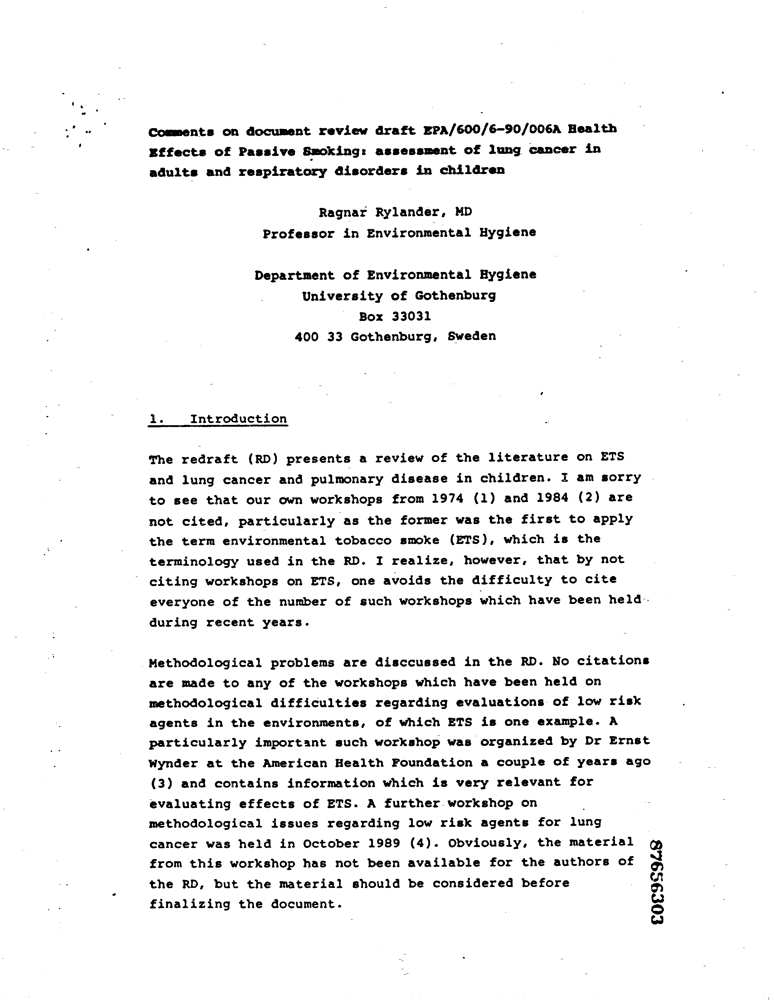 Comments on document review draft EPA/600/6-90/006A Health
Effects of Passive Smoking: assessment of lung cancer in
adults and respiratory disorders in children
Ragnar Rylander, MD
Professor in Environmental Hygiene
Department of Environmental Hygiene
University of Gothenburg
Box 33031
400 33 Gothenburg, Sweden
1. Introduction
The redraft (RD) presents a review of the literature on ETS
and lung cancer and pulmonary disease in children. I am sorry
to see that our own workshops from 1974 (1) and 1984 (2) are
not cited, particularly as the former was the first to apply
the term environmental tobacco smoke (ETS), which is the
terminology used in the RD. I realize, however, that by not
citing workshops on ETS, one avoids the difficulty to cite
everyone of the number of such workshops which have been held
during recent years.
Methodological problems are disccussed in the RD. No citations
are made to any of the workshops which have been held on
methodological difficulties regarding evaluations of low risk
agents in the environments, of which ETS is one example. A
particularly important such workshop was organized by Dr Ernst
Wynder at the American Health Foundation a couple of years ago
(3) and contains information which is very relevant for
evaluating effects of ETS. A further workshop on
methodological issues regarding low risk agents for lung
cancer was held in October 1989 (4). Obviously, the material
from this workshop has not been available for the authors of
the RD, but the material should be considered before
finalizing the document.
87656303